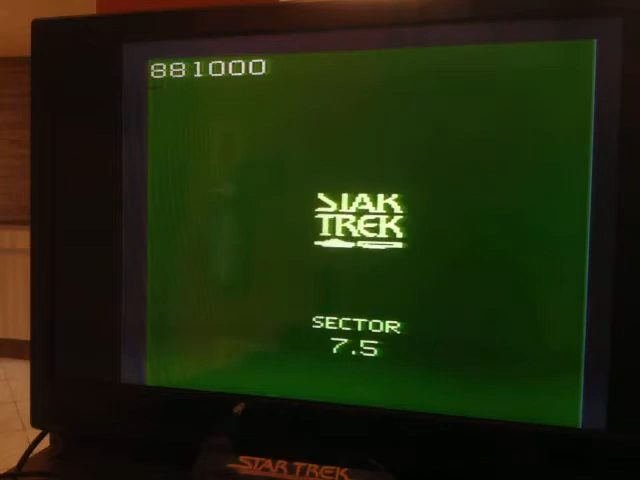 881000
STAR
TREK
SECTOR
7.5
STAR TREK